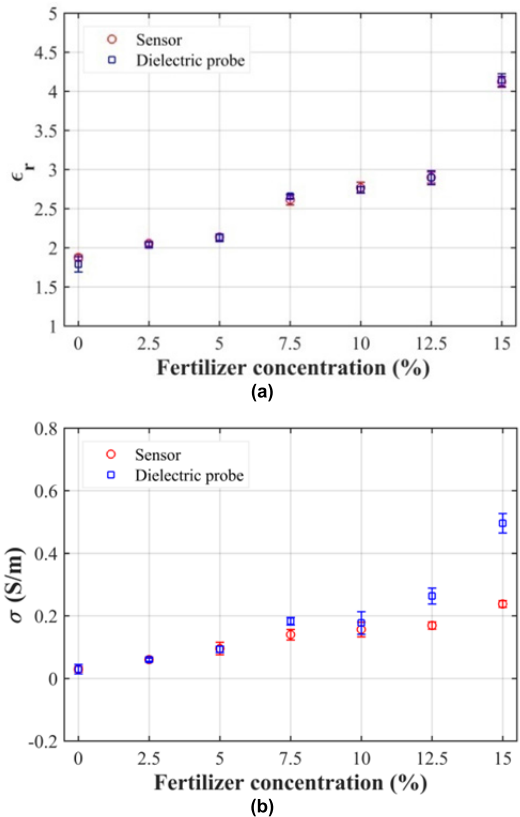 5
4.5
4
3.5
3
2.5
2
1.5
1
ϵr
Sensor
Dielectric probe
0 2.5 5 7.5 10 12.5 15
Fertilizer concentration (%)
(a)
0.8
0.6
0.4
0.2
0
-0.2
σ (S/m)
Sensor
Dielectric probe
0 2.5 5 7.5 10 12.5 15
Fertilizer concentration (%)
(b)